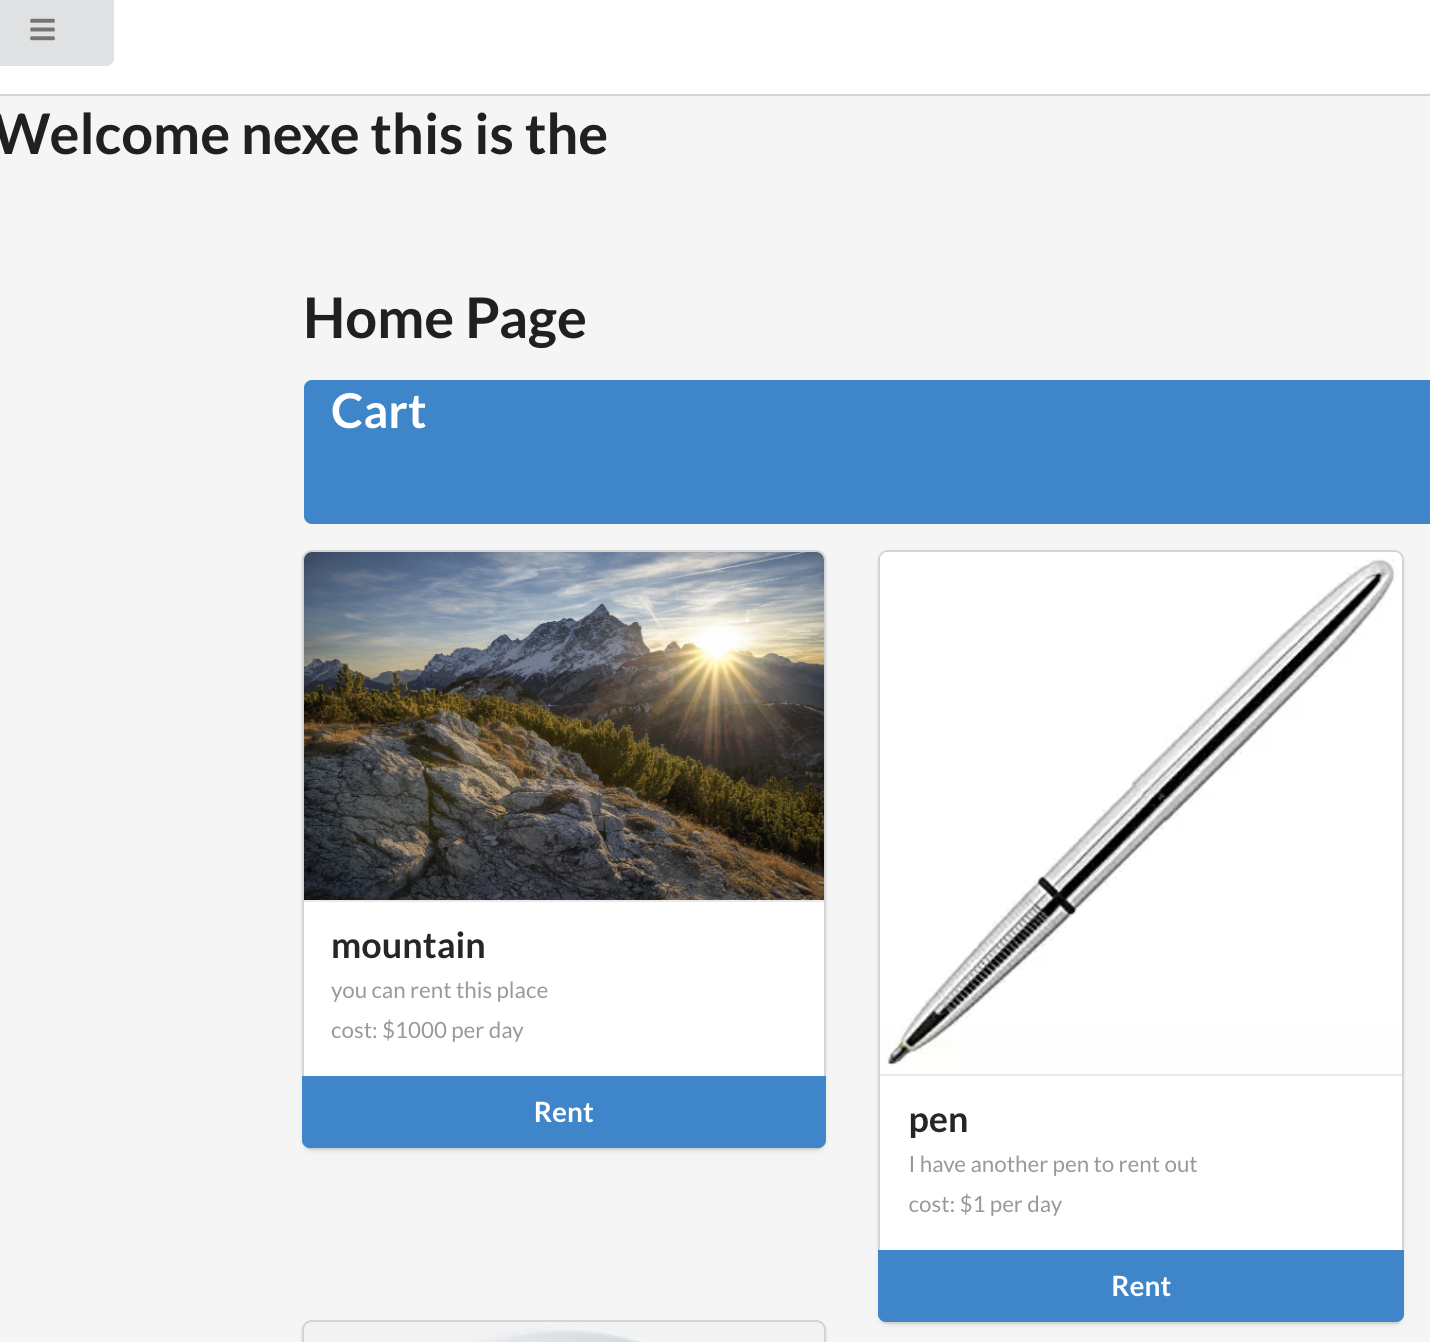 Welcome nexe this is the
Home Page
Cart
mountain
you can rent this place
cost: $1000 per day
Rent
pen
I have another pen to rent out
cost: $1 per day
Rent